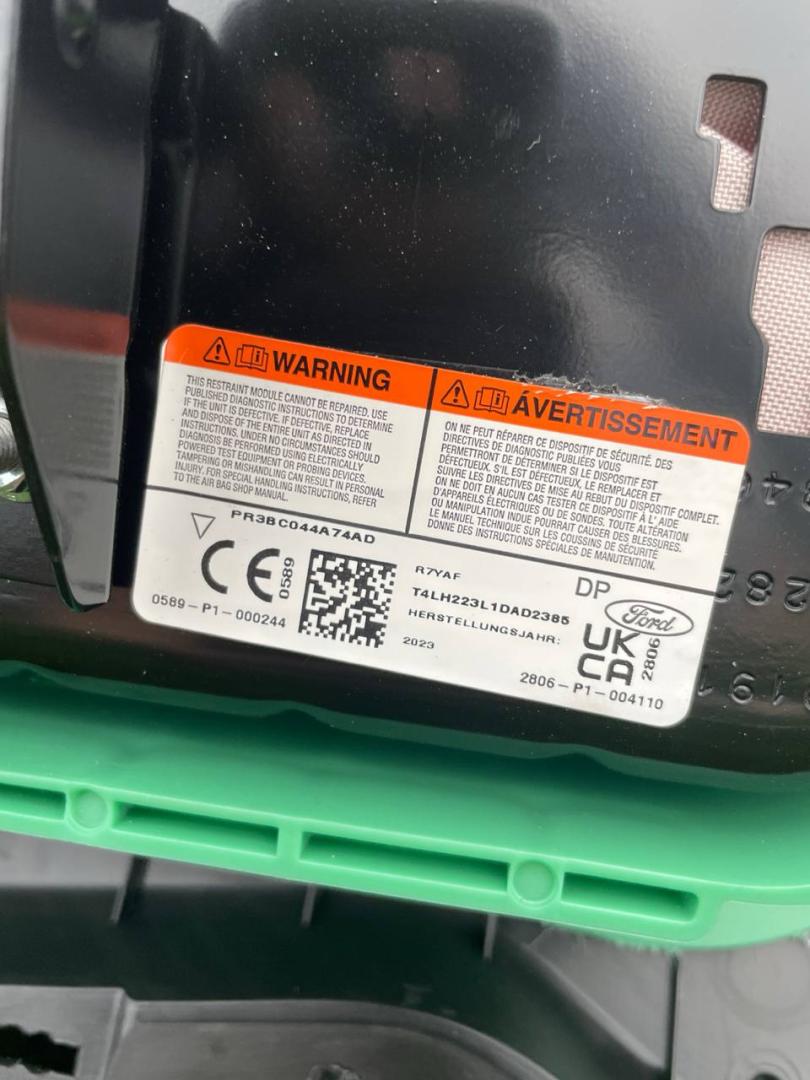 WARNING
THIS RESTRAINT MODULE CANNOT BE REPAIRED. USE
PUBLISHED DIAGNOSTIC INSTRUCTIONS TO DETERMINE
IF THE UNIT IS DEFECTIVE. IF DEFECTIVE, REPLACE
AND DISPOSE OF THE ENTIRE UNIT AS DIRECTED IN
INSTRUCTIONS. UNDER NO CIRCUMSTANCES SHOULD
DIAGNOSIS BE PERFORMED USING ELECTRICALLY
POWERED TEST EQUIPMENT OR PROBING DEVICES.
TAMPERING OR MISHANDLING CAN RESULT IN PERSONAL
INJURY. FOR SPECIAL HANDLING INSTRUCTIONS, REFER
TO THE AIR BAG SHOP MANUAL.
ÁVERTISSEMENT
ON NE PEUT RÉPARER CE DISPOSITIF DE SÉCURITÉ. DES
DIRECTIVES DE DIAGNOSTIC PUBLIÉES VOUS
PERMETTRONT DE DÉTERMINER SI LE DISPOSITIF EST
DÉFECTUEUX. S'IL EST DÉFECTUEUX, LE REMPLACER ET
SUIVRE LES DIRECTIVES DE MISE AU REBUT DU DISPOSITIF COMPLET.
ON NE DOIT EN AUCUN CAS TESTER CE DISPOSITIF À L' AIDE
D'APPAREILS ÉLECTRIQUES OU DE SONDES. TOUTE ALTÉRATION
OU MANIPULATION INDUE POURRAIT CAUSER DES BLESSURES.
LE MANUEL TECHNIQUE SUR LES COUSSINS DE SÉCURITÉ
DONNE DES INSTRUCTIONS SPÉCIALES DE MANUTENTION.
PR3B C044A74AD
CE 0589
0589-P1-000244
R7YAF
T4LH223L1DAD2385
HERSTELLUNGSJAHR:
2023
DP
Ford
UK
CA
2806
2806-P1-004110